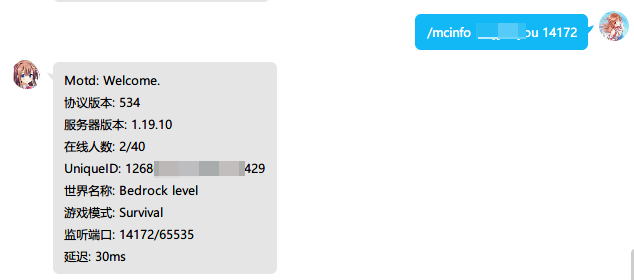 /mcinfo ou 14172
Motd: Welcome.
协议版本: 534
服务器版本: 1.19.10
在线人数: 2/40
UniqueID: 1268 429
世界名称: Bedrock level
游戏模式: Survival
监听端口: 14172/65535
延迟: 30ms